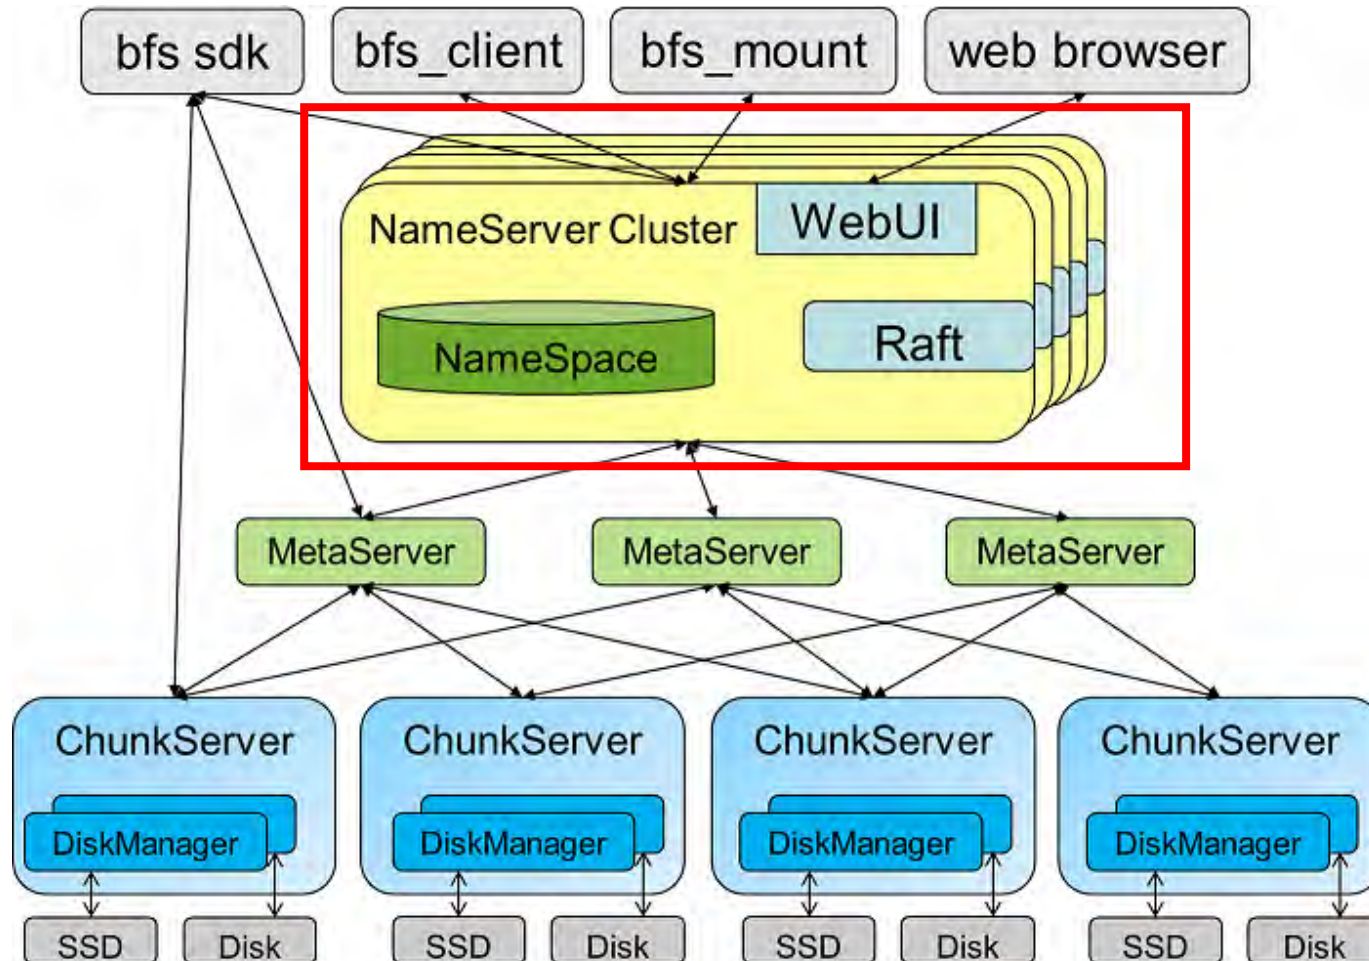 bfs sdk
bfs_client
bfs_mount
web browser
NameServer Cluster
WebUI
NameSpace
Raft
MetaServer
MetaServer
MetaServer
ChunkServer
ChunkServer
ChunkServer
ChunkServer
DiskManager
DiskManager
DiskManager
DiskManager
SSD
Disk
SSD
Disk
SSD
Disk
SSD
Disk